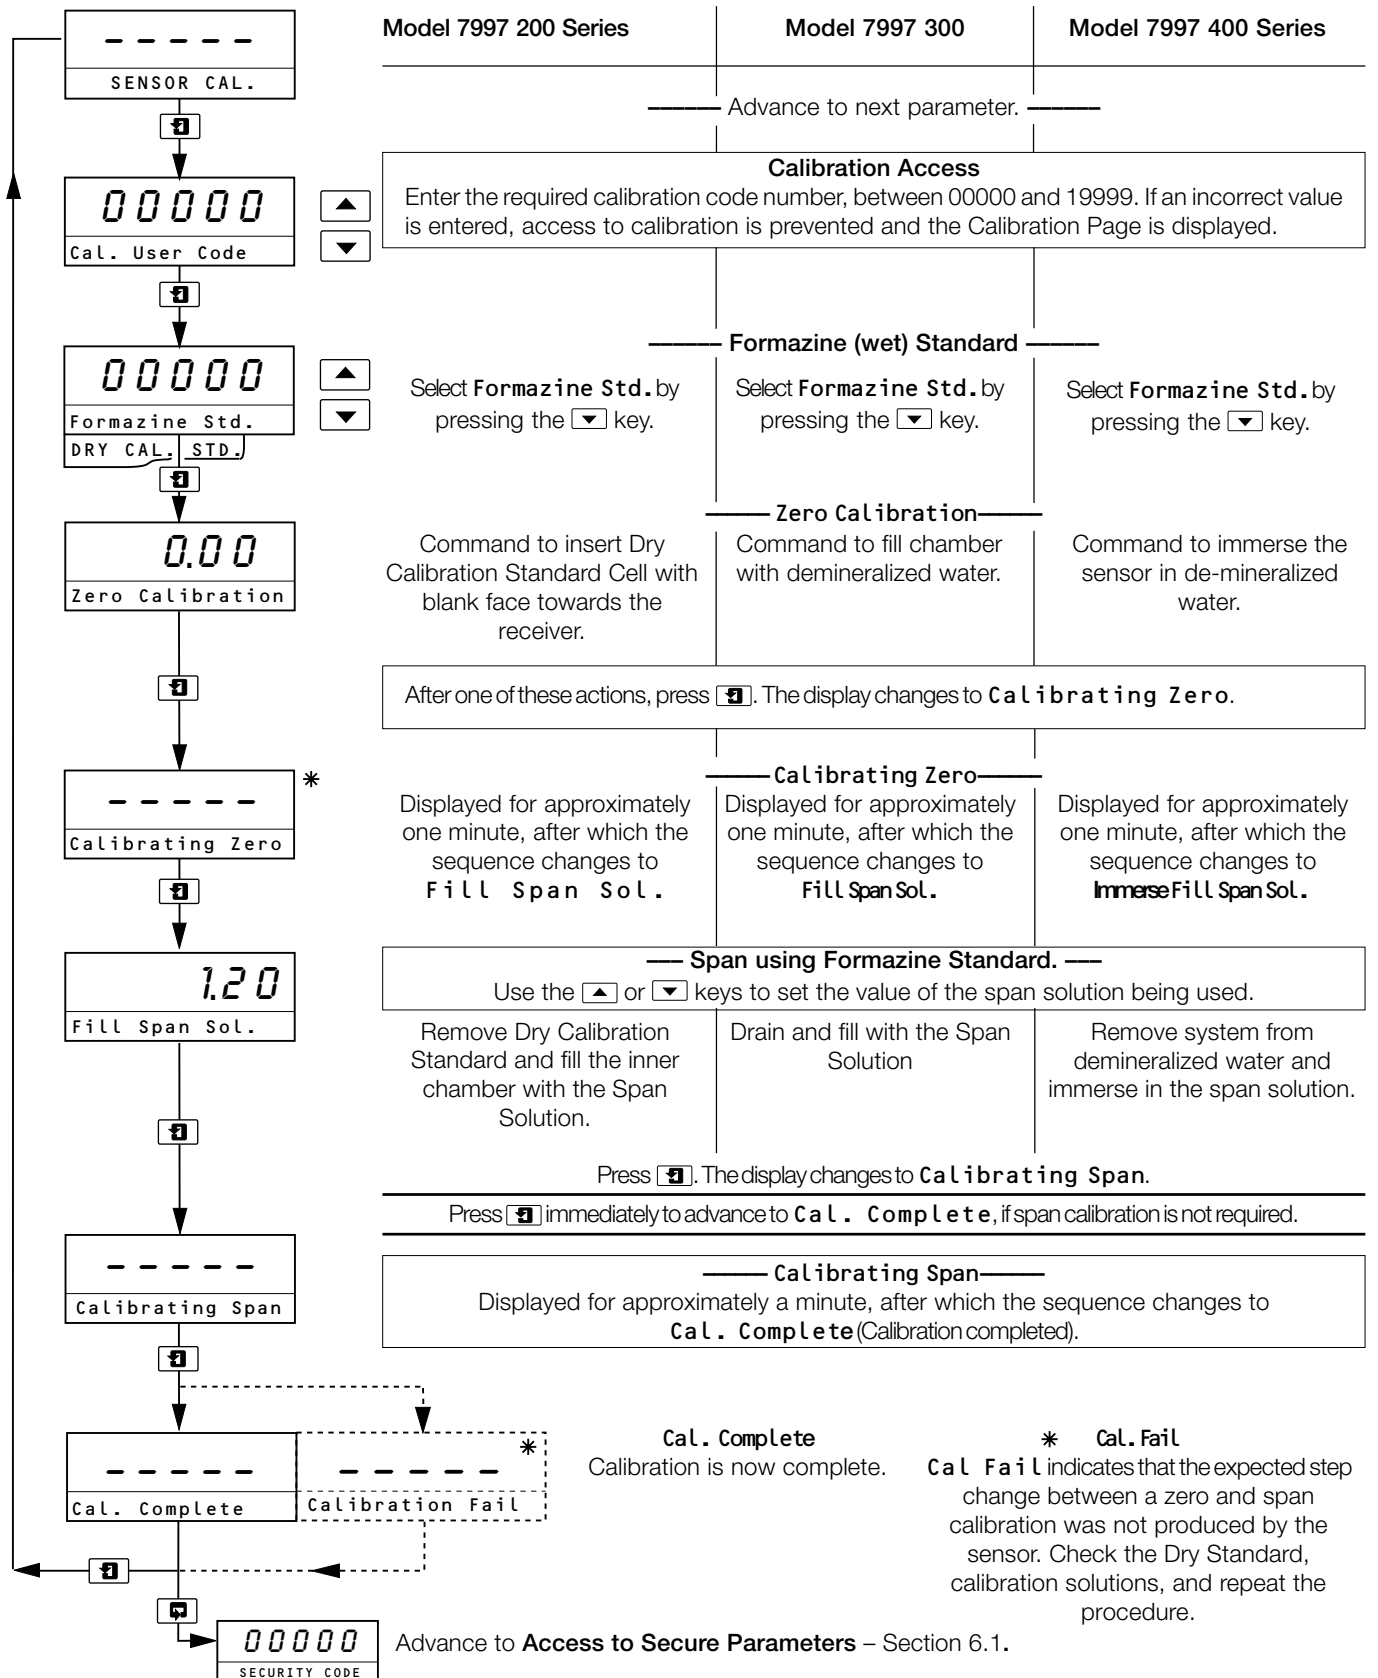 Model 7997 200 Series
Model 7997 300
Model 7997 400 Series
– – – – –
SENSOR CAL.
Advance to next parameter.
00000
Cal. User Code
Calibration Access
Enter the required calibration code number, between 00000 and 19999. If an incorrect value
is entered, access to calibration is prevented and the Calibration Page is displayed.
00000
Formazine Std.
DRY CAL. STD.
Formazine (wet) Standard
Select Formazine Std. by
pressing the key.
Select Formazine Std. by
pressing the key.
Select Formazine Std. by
pressing the key.
0.00
Zero Calibration
Zero Calibration
Command to insert Dry
Calibration Standard Cell with
blank face towards the
receiver.
Command to fill chamber
with demineralized water.
Command to immerse the
sensor in de-mineralized
water.
After one of these actions, press . The display changes to Calibrating Zero.
– – – – –
*
Calibrating Zero
Calibrating Zero
Displayed for approximately
one minute, after which the
sequence changes to
Fill Span Sol.
Displayed for approximately
one minute, after which the
sequence changes to
Fill Span Sol.
Displayed for approximately
one minute, after which the
sequence changes to
Immerse Fill Span Sol.
1.20
Fill Span Sol.
––– Span using Formazine Standard. –––
Use the or keys to set the value of the span solution being used.
Remove Dry Calibration
Standard and fill the inner
chamber with the Span
Solution.
Drain and fill with the Span
Solution
Remove system from
demineralized water and
immerse in the span solution.
Press . The display changes to Calibrating Span.
Press immediately to advance to Cal. Complete, if span calibration is not required.
– – – – –
Calibrating Span
Calibrating Span
Displayed for approximately a minute, after which the sequence changes to
Cal. Complete (Calibration completed).
– – – – –
Cal. Complete
*
– – – – –
Calibration Fail
Cal. Complete
Calibration is now complete.
* Cal. Fail
Cal Fail indicates that the expected step
change between a zero and span
calibration was not produced by the
sensor. Check the Dry Standard,
calibration solutions, and repeat the
procedure.
00000
SECURITY CODE
Advance to Access to Secure Parameters – Section 6.1.